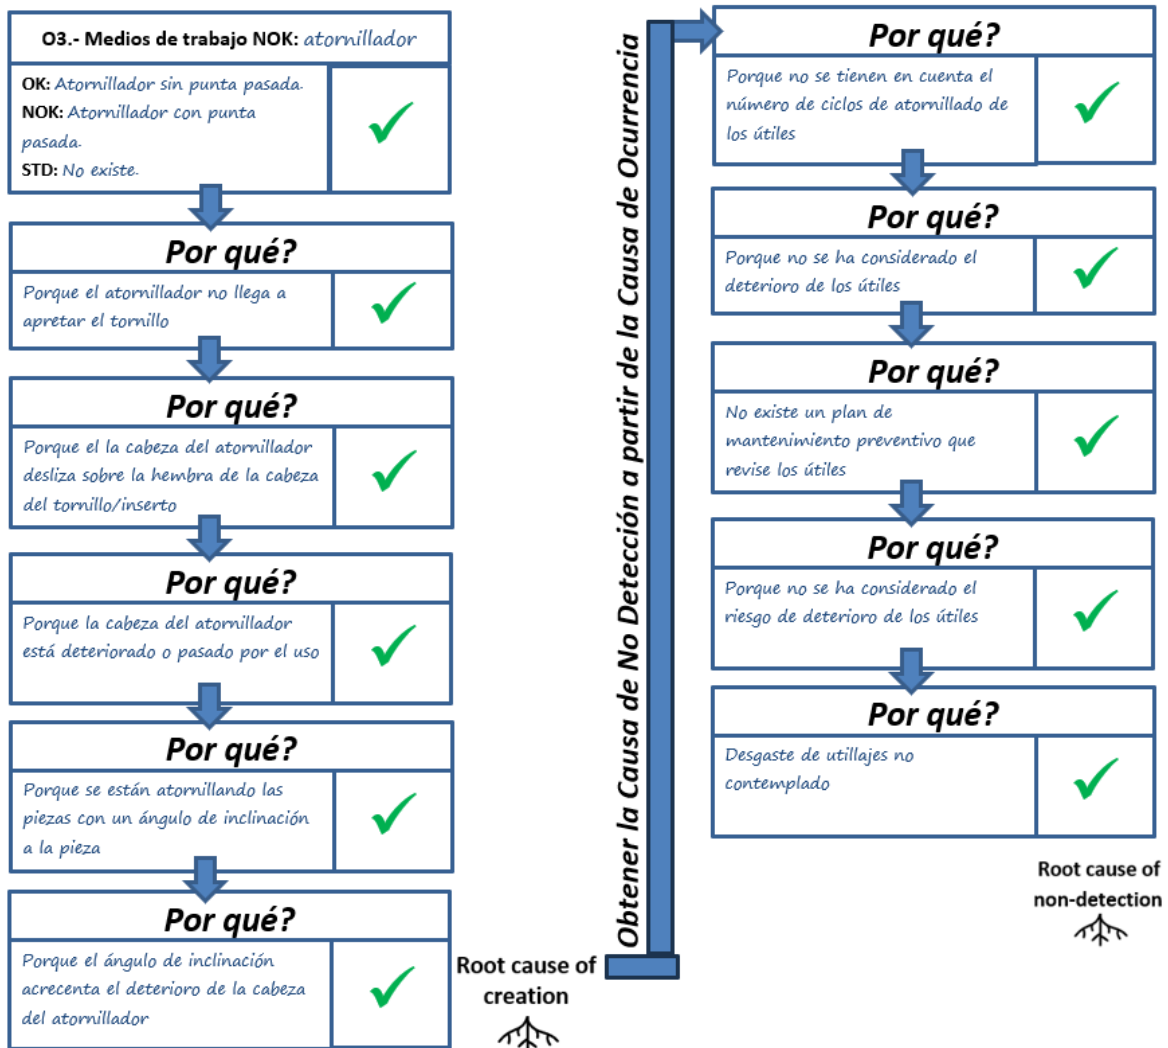 O3.- Medios de trabajo NOK: atornillador
OK: Atornillador sin punta pasada.
NOK: Atornillador con punta
pasada.
STD: No existe.
Por qué?
Porque el atornillador no llega a
apretar el tornillo
Por qué?
Porque el la cabeza del atornillador
desliza sobre la hembra de la cabeza
del tornillo/inserto
Por qué?
Porque la cabeza del atornillador
está deteriorado o pasado por el uso
Por qué?
Porque se están atornillando las
piezas con un ángulo de inclinación
a la pieza
Por qué?
Porque el ángulo de inclinación
acrecenta el deterioro de la cabeza
del atornillador
Root cause of
creation
Obtener la Causa de No Detección a partir de la Causa de Ocurrencia
Por qué?
Porque no se tienen en cuenta el
número de ciclos de atornillado de
los útiles
Por qué?
Porque no se ha considerado el
deterioro de los útiles
Por qué?
No existe un plan de
mantenimiento preventivo que
revise los útiles
Por qué?
Porque no se ha considerado el
riesgo de deterioro de los útiles
Por qué?
Desgaste de utillajes no
contemplado
Root cause of
non-detection